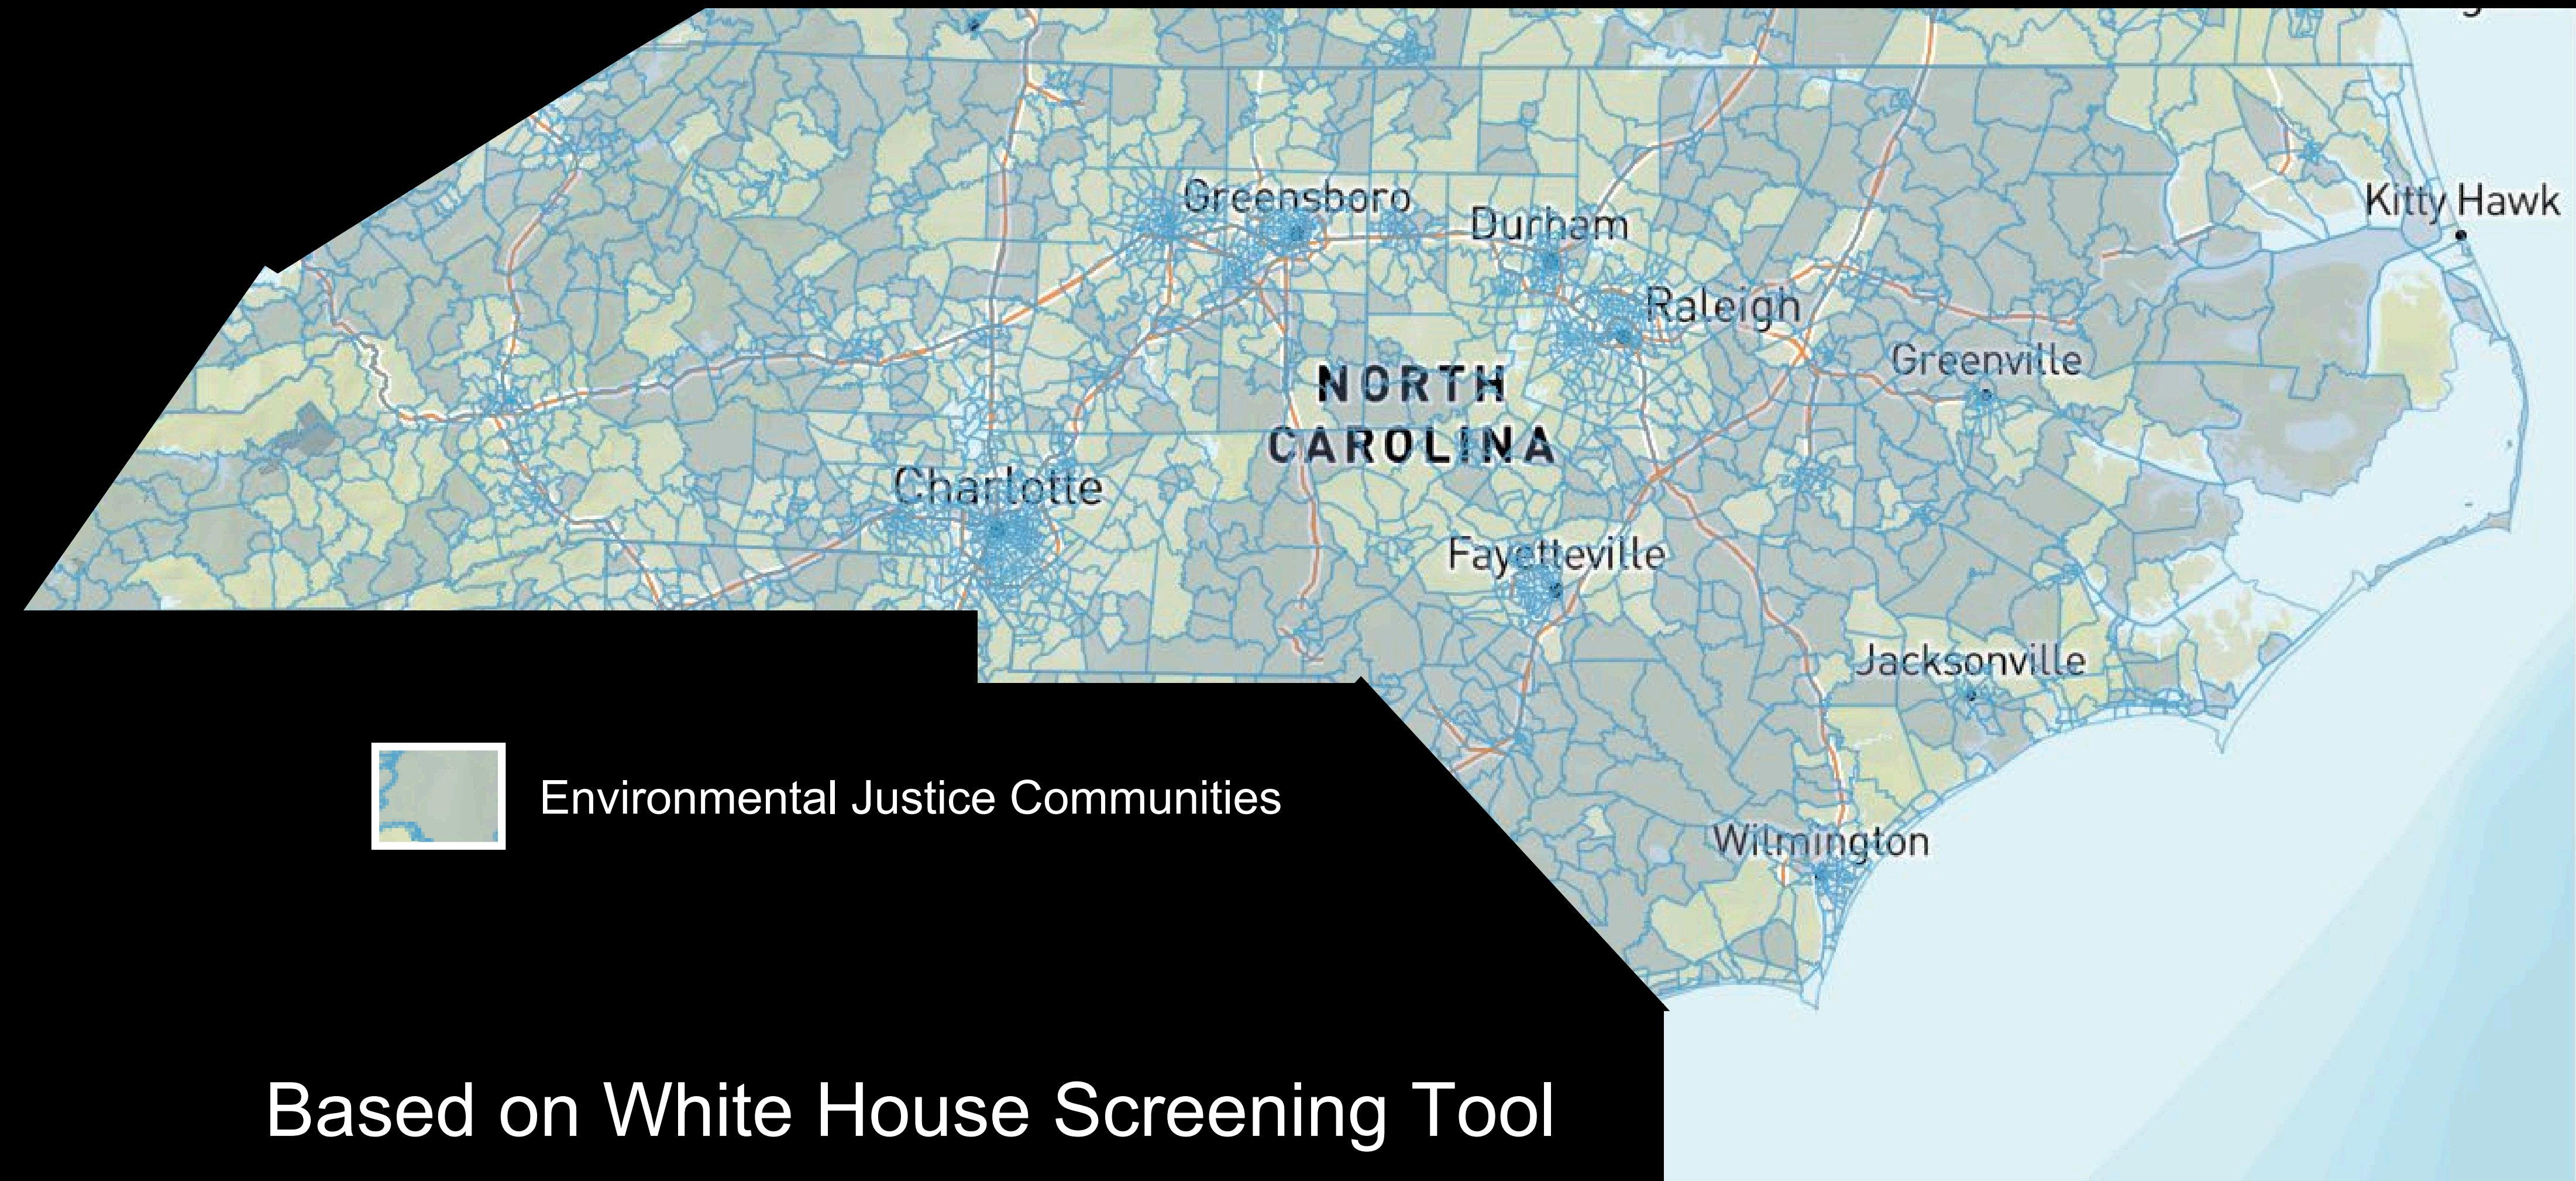 Kitty Hawk
Greensboro
Durham
Raleigh
Greenville
NORTH
CAROLINA
Charlotte
Fayetteville
Jacksonville
Wilmington
Environmental Justice Communities
Based on White House Screening Tool